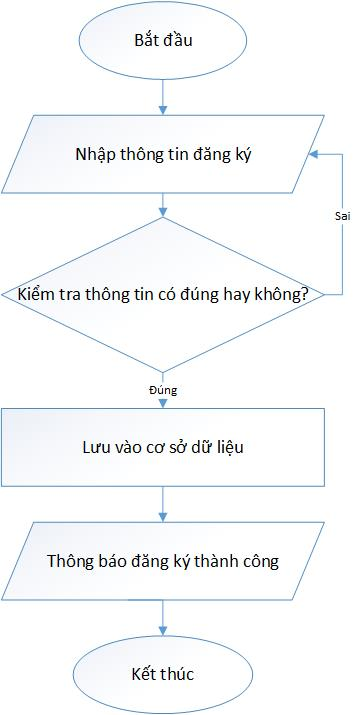 Bắt đầu
Nhập thông tin đăng ký
Sai
Kiểm tra thông tin có đúng hay không?
Đúng
Lưu vào cơ sở dữ liệu
Thông báo đăng ký thành công
Kết thúc